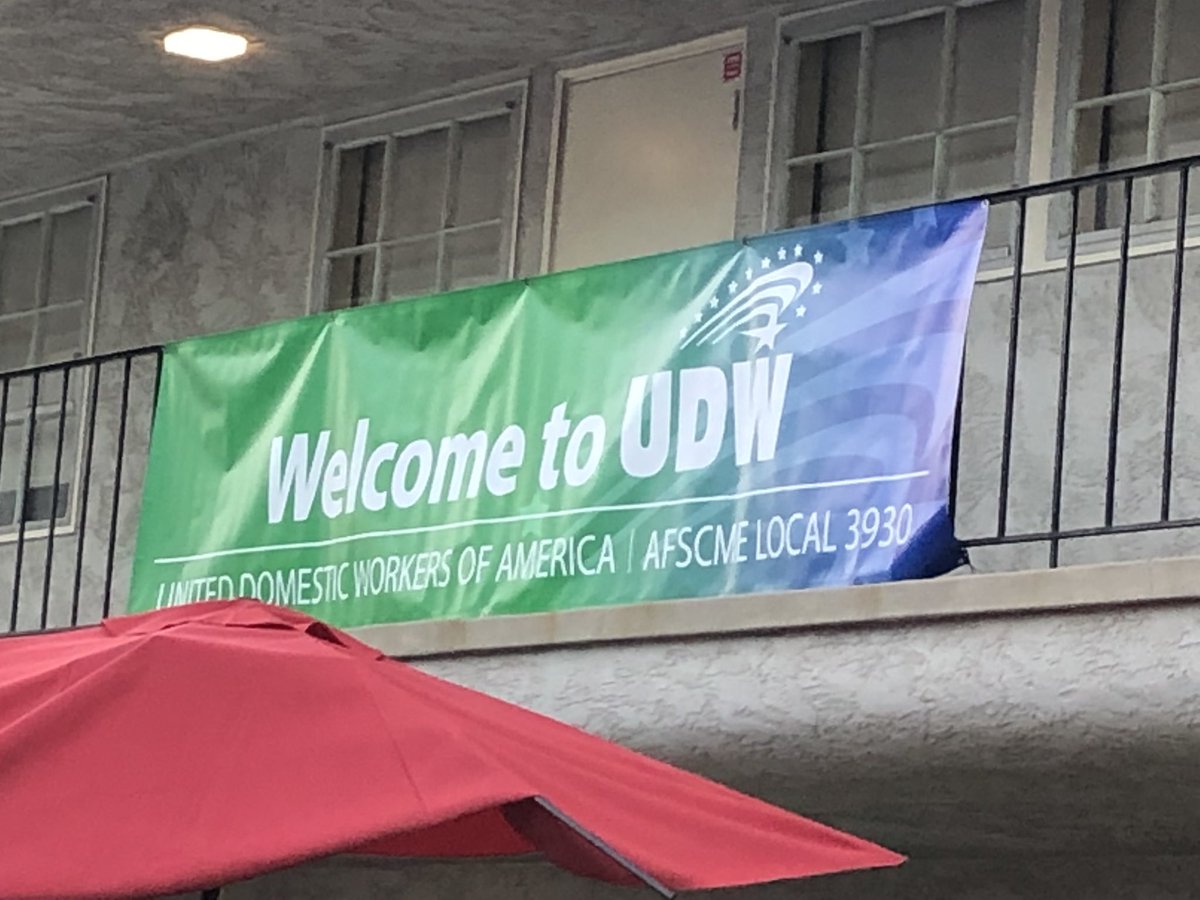 Welcome to UDW
UNITED DOMESTIC WORKERS OF AMERICA | AFSCME LOCAL 3930